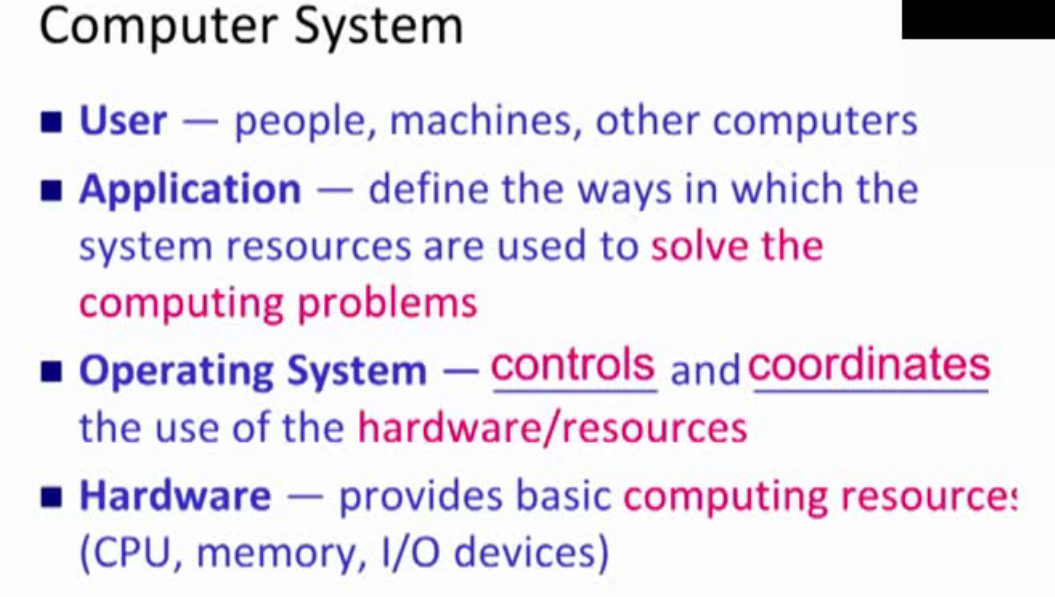 Computer System
■ User — people, machines, other computers
■ Application — define the ways in which the
system resources are used to solve the
computing problems
■ Operating System — controls and coordinates
the use of the hardware/resources
■ Hardware — provides basic computing resources
(CPU, memory, I/O devices)